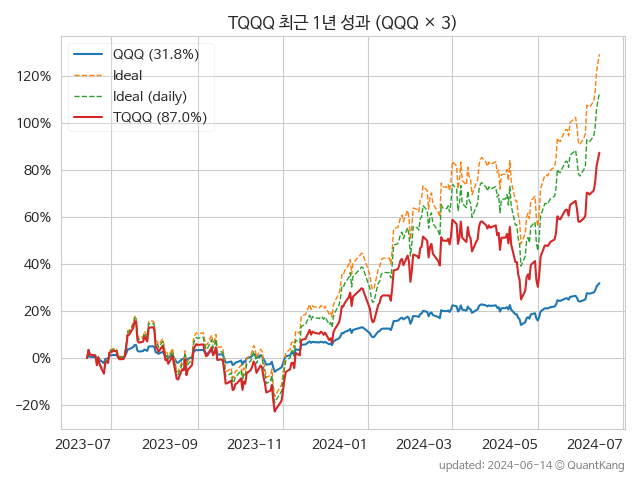 TQQQ 최근 1년 성과 (QQQ × 3)
QQQ (31.8%)
Ideal
Ideal (daily)
TQQQ (87.0%)
120%
100%
80%
60%
40%
20%
0%
−20%
2023−07
2023−09
2023−11
2024−01
2024−03
2024−05
2024−07
updated: 2024−06−14 © QuantKang